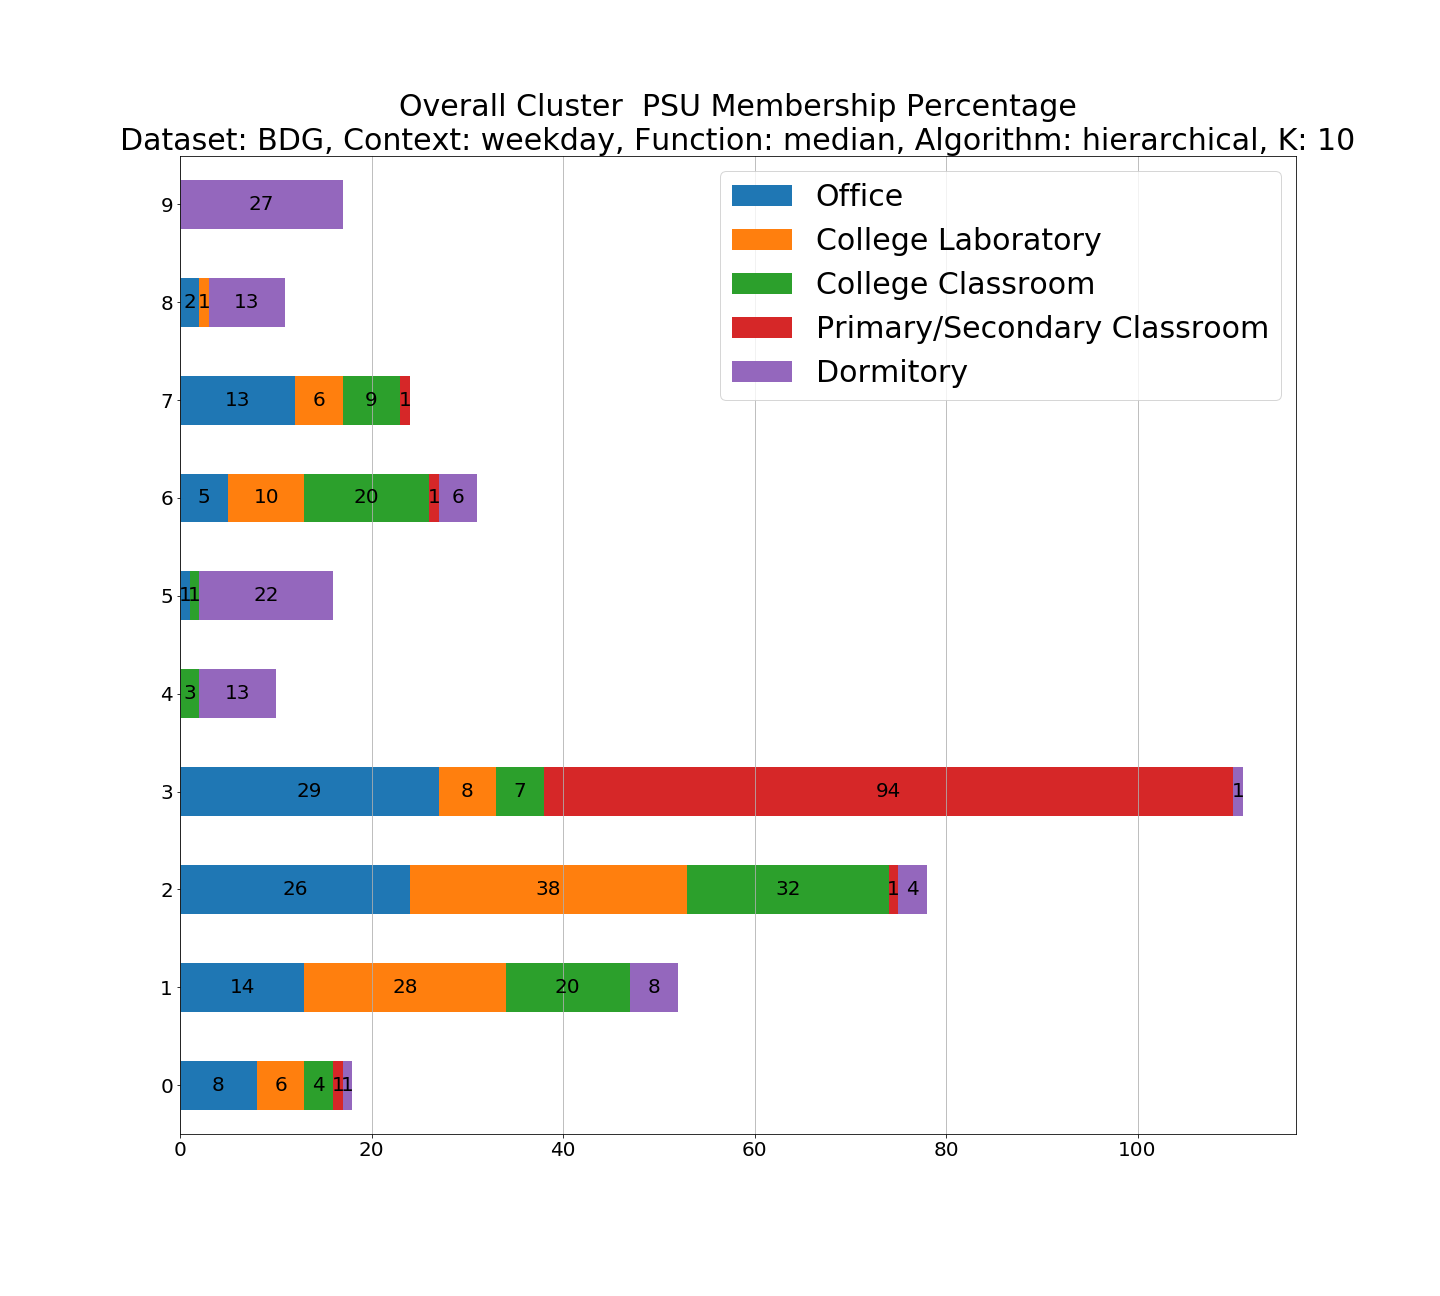 Overall Cluster  PSU Membership Percentage
Dataset: BDG, Context: weekday, Function: median, Algorithm: hierarchical, K: 10
Office
College Laboratory
College Classroom
Primary/Secondary Classroom
Dormitory
9 27
8 2 1 13
7 13 6 9 1
6 5 10 20 1 6
5 1 1 22
4 3 13
3 29 8 7 94 1
2 26 38 32 1 4
1 14 28 20 8
0 8 6 4 1 1
0 20 40 60 80 100